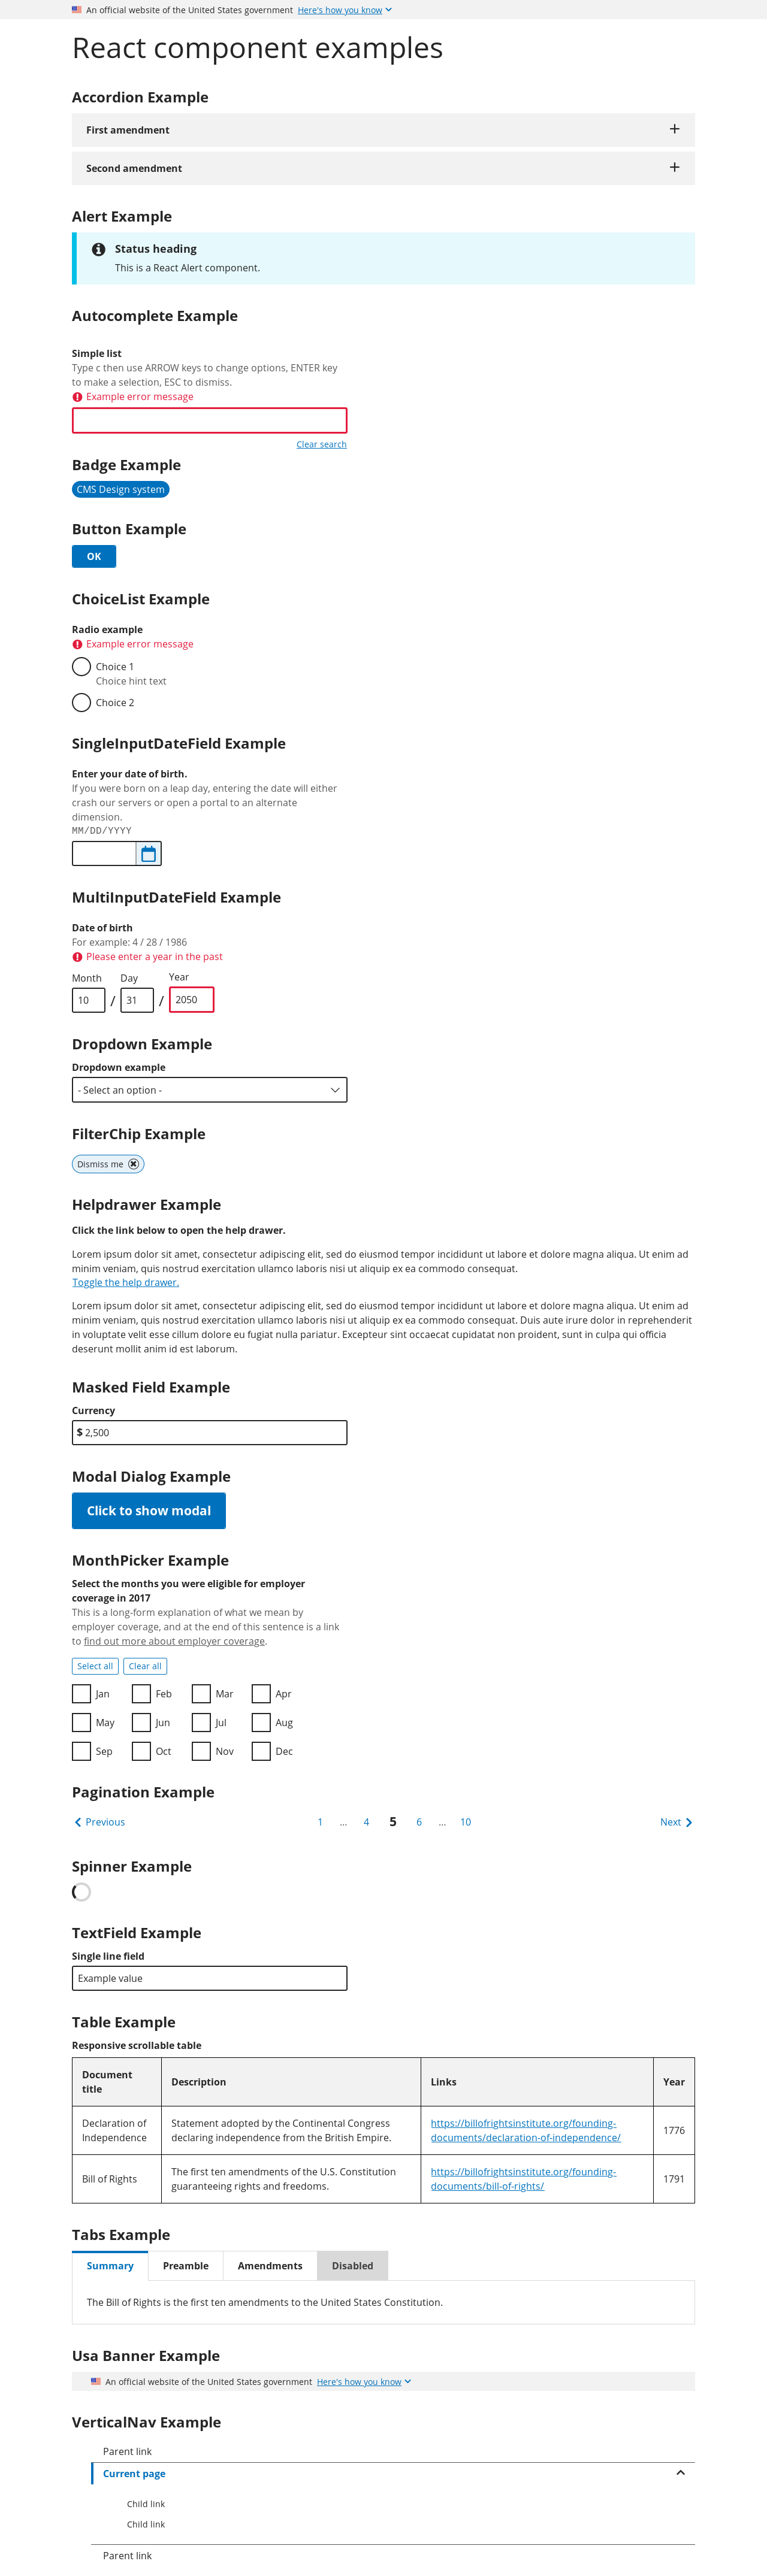 An official website of the United States government Here's how you know
React component examples
Accordion Example
First amendment
Second amendment
Alert Example
Status heading
This is a React Alert component.
Autocomplete Example
Simple list
Type c then use ARROW keys to change options, ENTER key
to make a selection, ESC to dismiss.
Example error message
Clear search
Badge Example
CMS Design system
Button Example
OK
ChoiceList Example
Radio example
Example error message
Choice 1
Choice hint text
Choice 2
SingleInputDateField Example
Enter your date of birth.
If you were born on a leap day, entering the date will either
crash our servers or open a portal to an alternate
dimension.
MM/DD/YYYY
MultiInputDateField Example
Date of birth
For example: 4 / 28 / 1986
Please enter a year in the past
Month Day Year
10 / 31 / 2050
Dropdown Example
Dropdown example
- Select an option -
FilterChip Example
Dismiss me
Helpdrawer Example
Click the link below to open the help drawer.
Lorem ipsum dolor sit amet, consectetur adipiscing elit, sed do eiusmod tempor incididunt ut labore et dolore magna aliqua. Ut enim ad
minim veniam, quis nostrud exercitation ullamco laboris nisi ut aliquip ex ea commodo consequat.
Toggle the help drawer.
Lorem ipsum dolor sit amet, consectetur adipiscing elit, sed do eiusmod tempor incididunt ut labore et dolore magna aliqua. Ut enim ad
minim veniam, quis nostrud exercitation ullamco laboris nisi ut aliquip ex ea commodo consequat. Duis aute irure dolor in reprehenderit
in voluptate velit esse cillum dolore eu fugiat nulla pariatur. Excepteur sint occaecat cupidatat non proident, sunt in culpa qui officia
deserunt mollit anim id est laborum.
Masked Field Example
Currency
$ 2,500
Modal Dialog Example
Click to show modal
MonthPicker Example
Select the months you were eligible for employer
coverage in 2017
This is a long-form explanation of what we mean by
employer coverage, and at the end of this sentence is a link
to find out more about employer coverage.
Select all Clear all
Jan Feb Mar Apr
May Jun Jul Aug
Sep Oct Nov Dec
Pagination Example
Previous 1 … 4 5 6 … 10 Next
Spinner Example
TextField Example
Single line field
Example value
Table Example
Responsive scrollable table
Document
title Description Links Year
Declaration of Statement adopted by the Continental Congress https://billofrightsinstitute.org/founding- 1776
Independence declaring independence from the British Empire. documents/declaration-of-independence/
Bill of Rights The first ten amendments of the U.S. Constitution https://billofrightsinstitute.org/founding- 1791
guaranteeing rights and freedoms. documents/bill-of-rights/
Tabs Example
Summary Preamble Amendments Disabled
The Bill of Rights is the first ten amendments to the United States Constitution.
Usa Banner Example
An official website of the United States government Here's how you know
VerticalNav Example
Parent link
Current page
Child link
Child link
Parent link